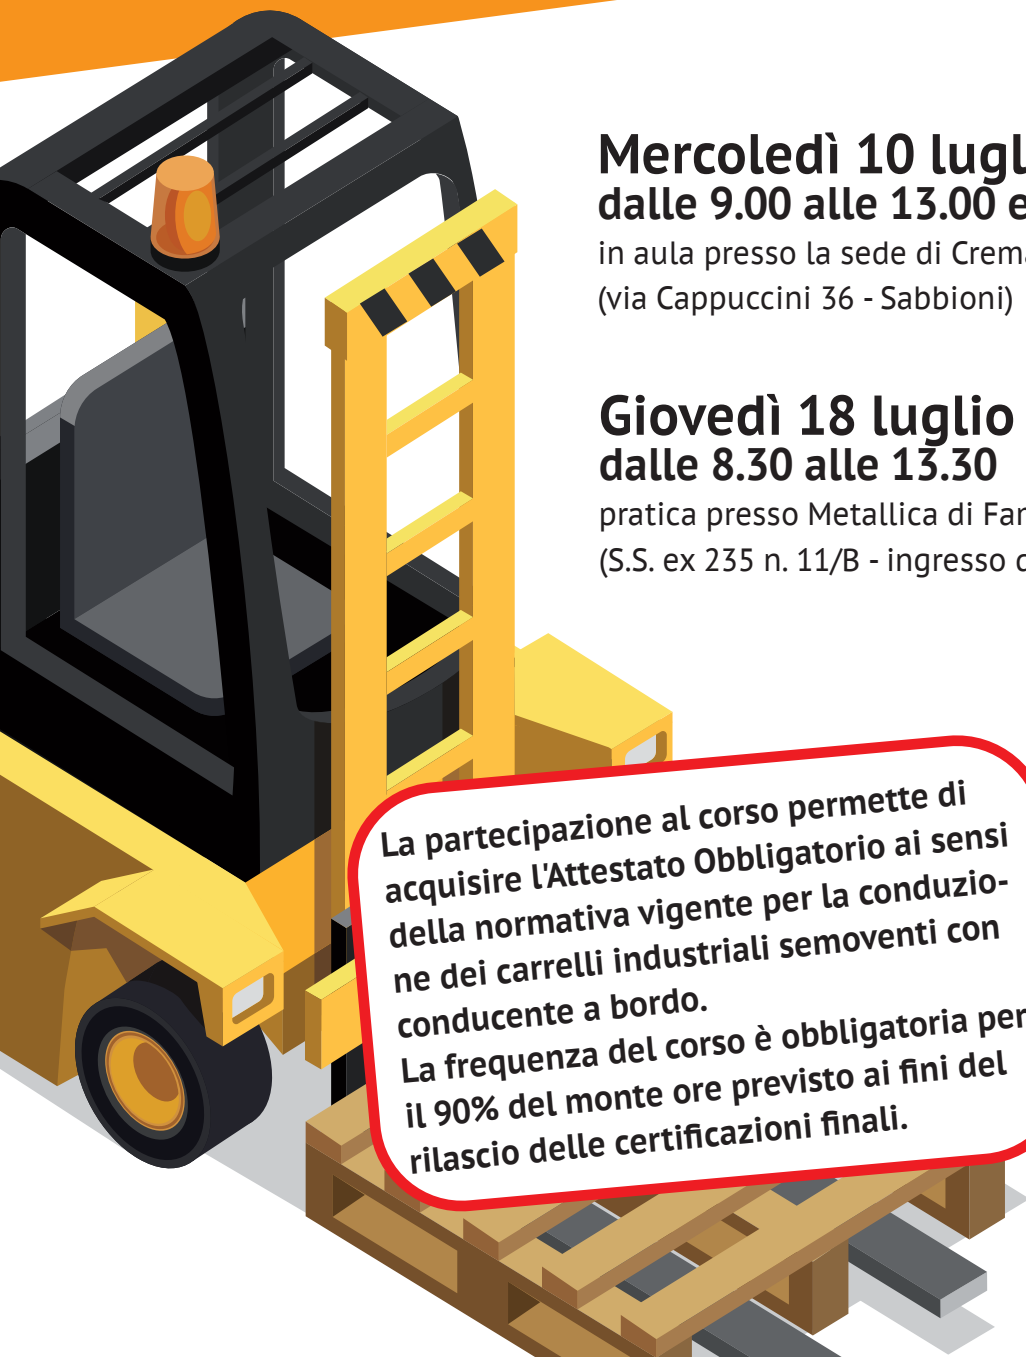 Mercoledì 10 lugl
dalle 9.00 alle 13.00 e
in aula presso la sede di Crema
(via Cappuccini 36 - Sabbioni)
Giovedì 18 luglio
dalle 8.30 alle 13.30
pratica presso Metallica di Far
(S.S. ex 235 n. 11/B - ingresso d
La partecipazione al corso permette di
acquisire l'Attestato Obbligatorio ai sensi
della normativa vigente per la conduzio-
ne dei carrelli industriali semoventi con
conducente a bordo.
La frequenza del corso è obbligatoria per
il 90% del monte ore previsto ai fini del
rilascio delle certificazioni finali.